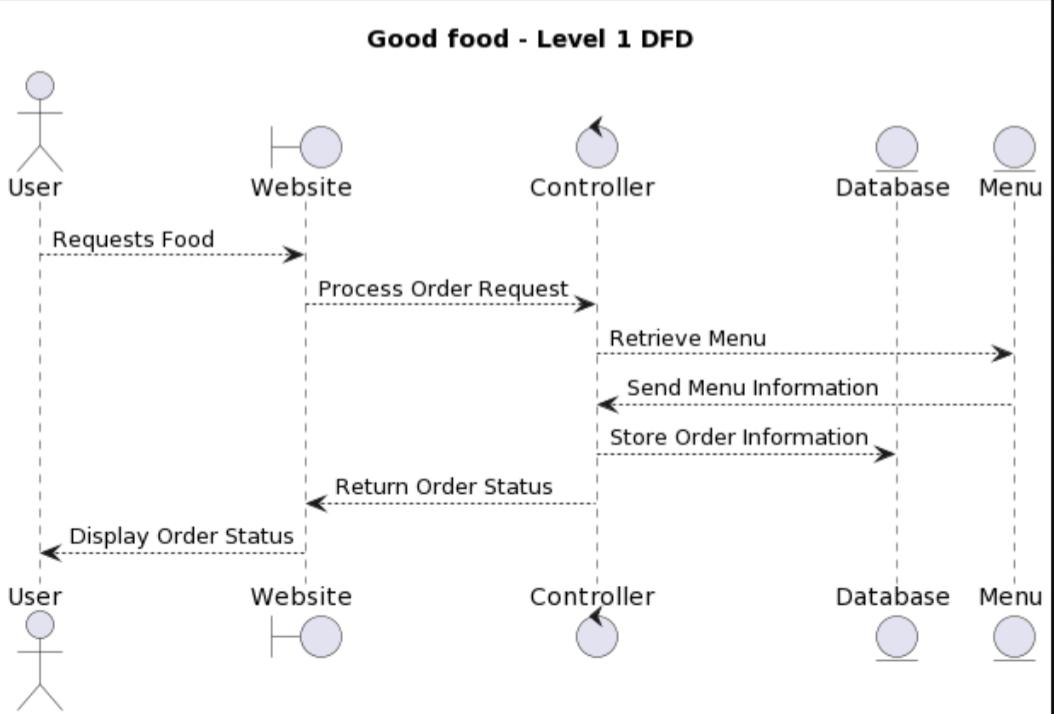 Good food - Level 1 DFD
User Website Controller Database Menu
Requests Food
Process Order Request
Retrieve Menu
Send Menu Information
Store Order Information
Return Order Status
Display Order Status
User Website Controller Database Menu